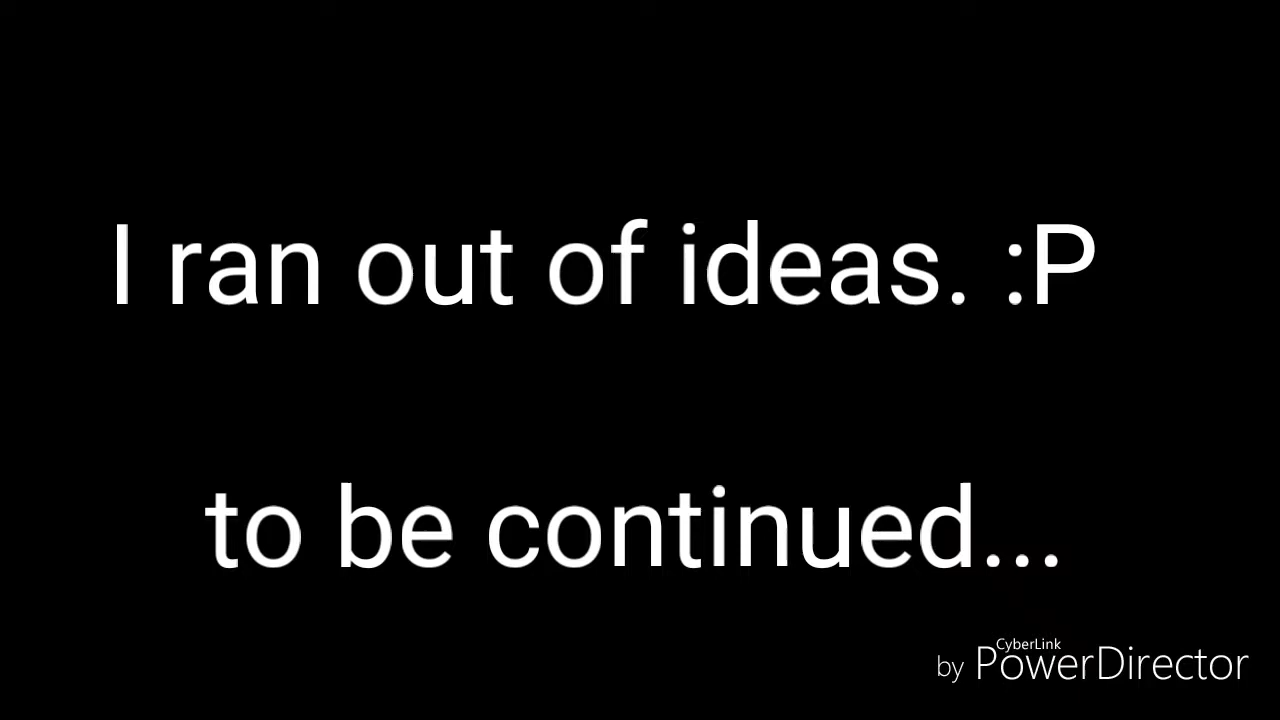 I ran out of ideas. :P
to be continued...
CyberLink
by PowerDirector